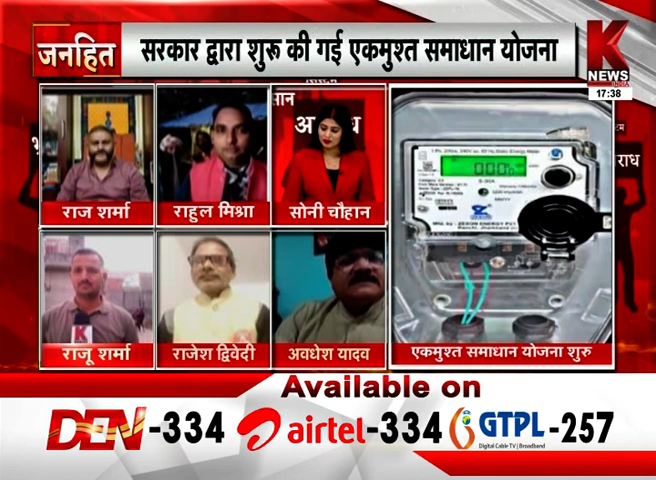 जनहित
सरकार द्वारा शुरू की गई एकमुश्त समाधान योजना
K
NEWS
INDIA
17:38
राज शर्मा
राहुल मिश्रा
सोनी चौहान
राजू शर्मा
राजेश द्विवेदी
अवधेश यादव
एकमुश्त समाधान योजना शुरु
Available on
DEN-334
airtel-334
GTPL-257
Digital Cable TV | Broadband